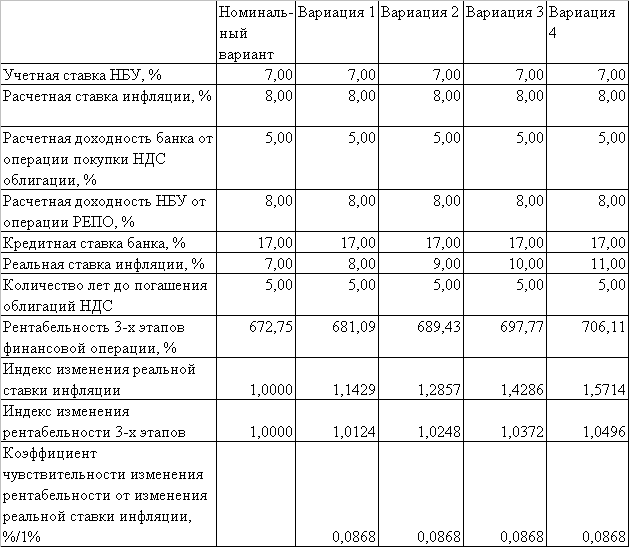 Номиналь- Вариация 1 Вариация 2 Вариация 3 Вариация
ный 4
вариант
Учетная ставка НБУ, % 7,00 7,00 7,00 7,00 7,00
Расчетная ставка инфляции, % 8,00 8,00 8,00 8,00 8,00
Расчетная доходность банка от
операции покупки НДС
облигации, % 5,00 5,00 5,00 5,00 5,00
Расчетная доходность НБУ от
операции РЕПО, % 8,00 8,00 8,00 8,00 8,00
Кредитная ставка банка, % 17,00 17,00 17,00 17,00 17,00
Реальная ставка инфляции, % 7,00 8,00 9,00 10,00 11,00
Количество лет до погашения
облигаций НДС 5,00 5,00 5,00 5,00 5,00
Рентабельность 3-х этапов
финансовой операции, % 672,75 681,09 689,43 697,77 706,11
Индекс изменения реальной
ставки инфляции 1,0000 1,1429 1,2857 1,4286 1,5714
Индекс изменения
рентабельности 3-х этапов 1,0000 1,0124 1,0248 1,0372 1,0496
Коэффициент
чувствительности изменения
рентабельности от изменения
реальной ставки инфляции,
%/1% 0,0868 0,0868 0,0868 0,0868